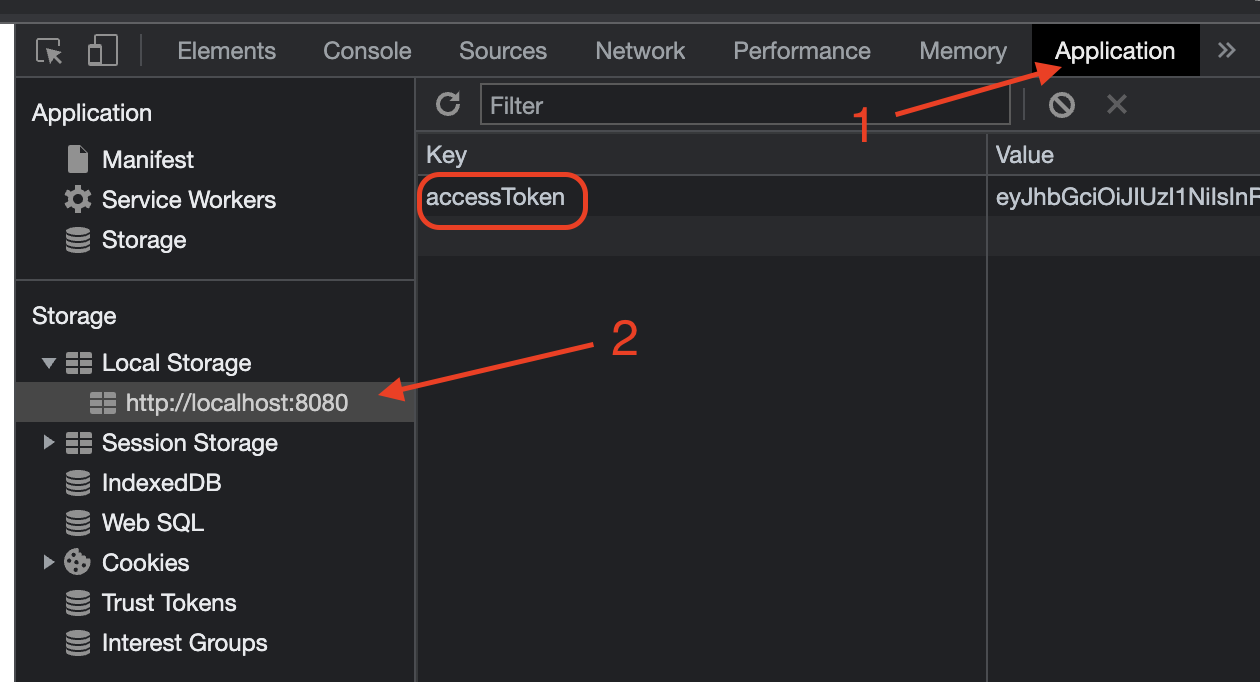 Elements Console Sources Network Performance Memory Application »
Application
Manifest
Service Workers
Storage
Storage
Local Storage
http://localhost:8080
Session Storage
IndexedDB
Web SQL
Cookies
Trust Tokens
Interest Groups
Filter
1
Key Value
accessToken eyJhbGciOiJIUzI1NiIsInR
2